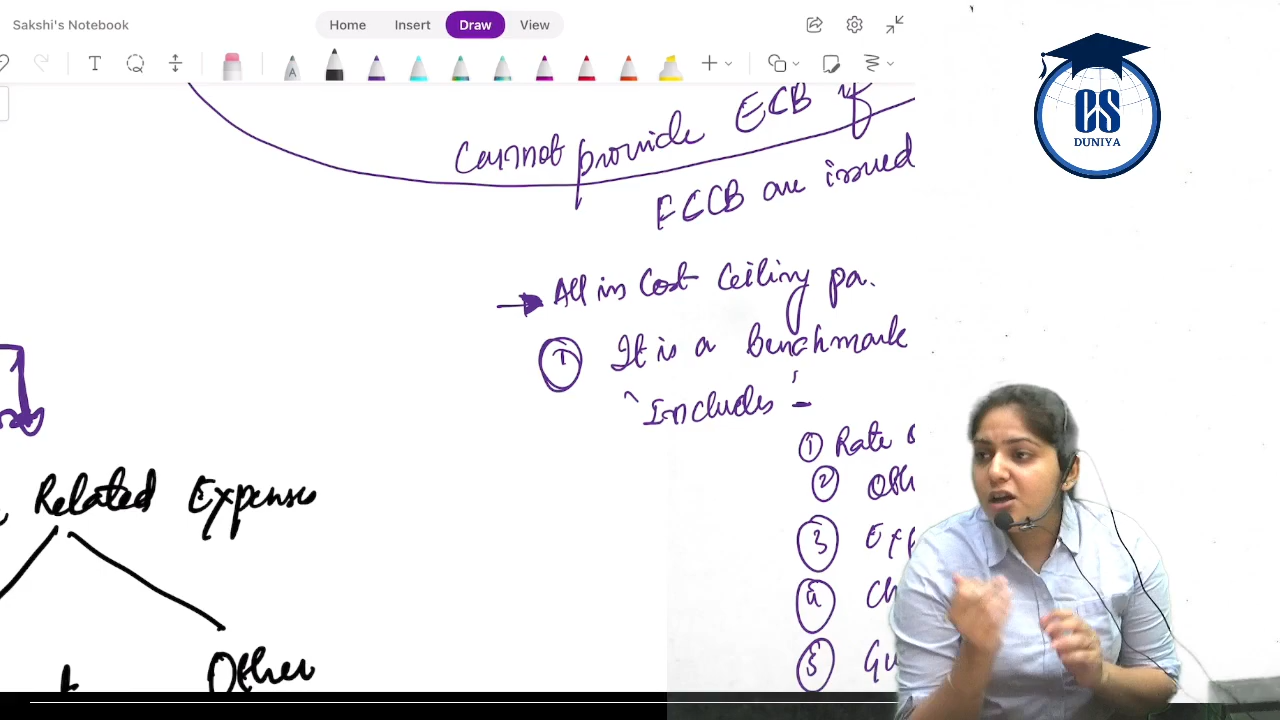 Sakshi's Notebook
Home Insert Draw View
T
A
CS
DUNIYA
Cannot provide ECB if
FCCB are issued
All in Cost Ceiling pa.
① It is a Benchmark
Includes -
① Rate
②
③
④
⑤
Related Expenses
Other